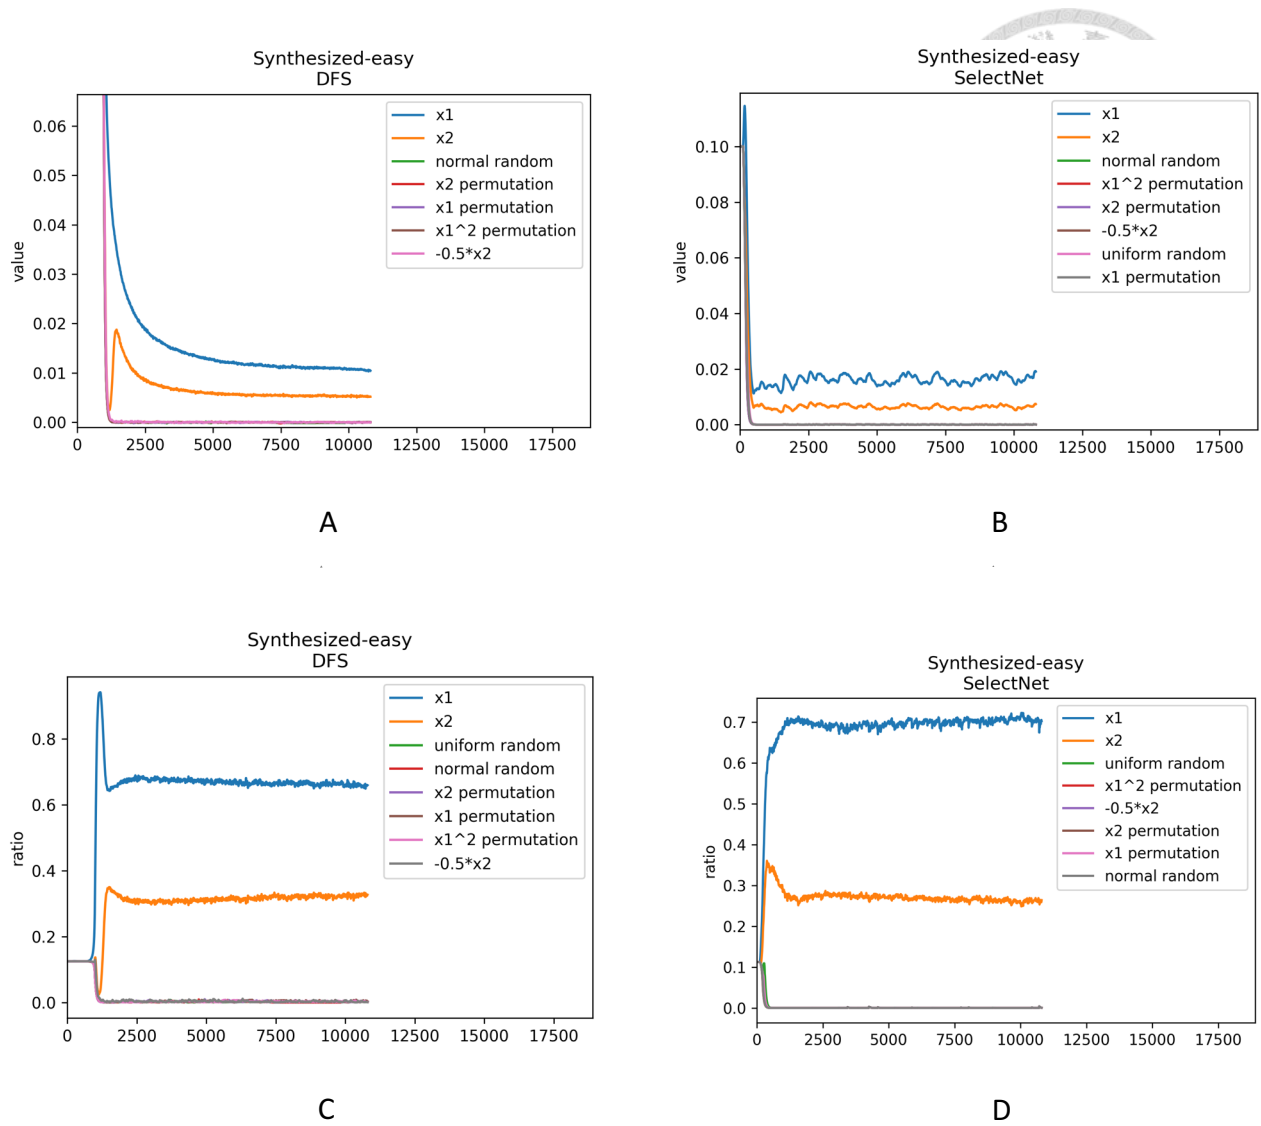 Synthesized-easy
DFS
value
0.06
0.05
0.04
0.03
0.02
0.01
0.00
0 2500 5000 7500 10000 12500 15000 17500
x1
x2
normal random
x2 permutation
x1 permutation
x1^2 permutation
-0.5*x2
A
Synthesized-easy
SelectNet
value
0.10
0.08
0.06
0.04
0.02
0.00
0 2500 5000 7500 10000 12500 15000 17500
x1
x2
normal random
x1^2 permutation
x2 permutation
-0.5*x2
uniform random
x1 permutation
B
Synthesized-easy
DFS
ratio
0.8
0.6
0.4
0.2
0.0
0 2500 5000 7500 10000 12500 15000 17500
x1
x2
uniform random
normal random
x2 permutation
x1 permutation
x1^2 permutation
-0.5*x2
C
Synthesized-easy
SelectNet
ratio
0.7
0.6
0.5
0.4
0.3
0.2
0.1
0.0
0 2500 5000 7500 10000 12500 15000 17500
x1
x2
uniform random
x1^2 permutation
-0.5*x2
x2 permutation
x1 permutation
normal random
D